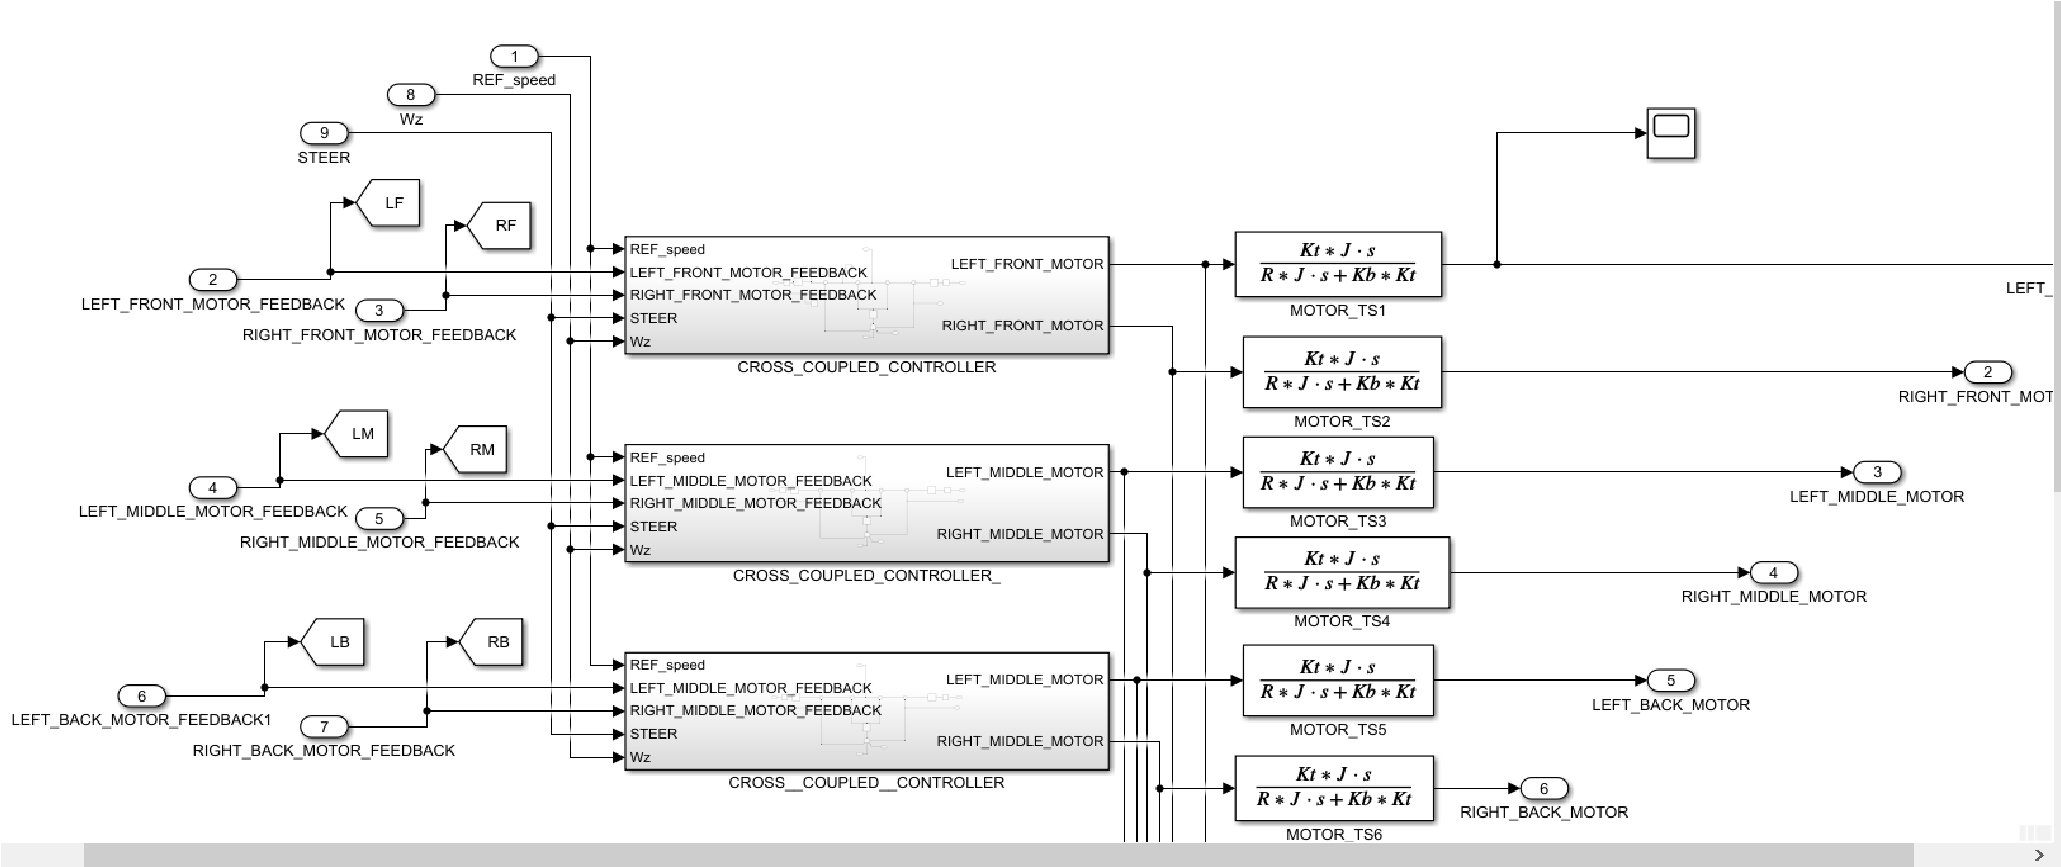 1
REF_speed
8
Wz
9
STEER
LF
RF
2
LEFT_FRONT_MOTOR_FEEDBACK
3
RIGHT_FRONT_MOTOR_FEEDBACK
REF_speed
LEFT_FRONT_MOTOR_FEEDBACK
RIGHT_FRONT_MOTOR_FEEDBACK
STEER
Wz
LEFT_FRONT_MOTOR
RIGHT_FRONT_MOTOR
CROSS_COUPLED_CONTROLLER
Kt * J · s
R * J · s + Kb * Kt
MOTOR_TS1
LEFT_
Kt * J · s
R * J · s + Kb * Kt
MOTOR_TS2
2
RIGHT_FRONT_MOT
LM
RM
4
LEFT_MIDDLE_MOTOR_FEEDBACK
5
RIGHT_MIDDLE_MOTOR_FEEDBACK
REF_speed
LEFT_MIDDLE_MOTOR_FEEDBACK
RIGHT_MIDDLE_MOTOR_FEEDBACK
STEER
Wz
LEFT_MIDDLE_MOTOR
RIGHT_MIDDLE_MOTOR
CROSS_COUPLED_CONTROLLER_
Kt * J · s
R * J · s + Kb * Kt
MOTOR_TS3
3
LEFT_MIDDLE_MOTOR
Kt * J · s
R * J · s + Kb * Kt
MOTOR_TS4
4
RIGHT_MIDDLE_MOTOR
LB
RB
6
LEFT_BACK_MOTOR_FEEDBACK1
7
RIGHT_BACK_MOTOR_FEEDBACK
REF_speed
LEFT_MIDDLE_MOTOR_FEEDBACK
RIGHT_MIDDLE_MOTOR_FEEDBACK
STEER
Wz
LEFT_MIDDLE_MOTOR
RIGHT_MIDDLE_MOTOR
CROSS__COUPLED__CONTROLLER
Kt * J · s
R * J · s + Kb * Kt
MOTOR_TS5
5
LEFT_BACK_MOTOR
Kt * J · s
R * J · s + Kb * Kt
MOTOR_TS6
6
RIGHT_BACK_MOTOR